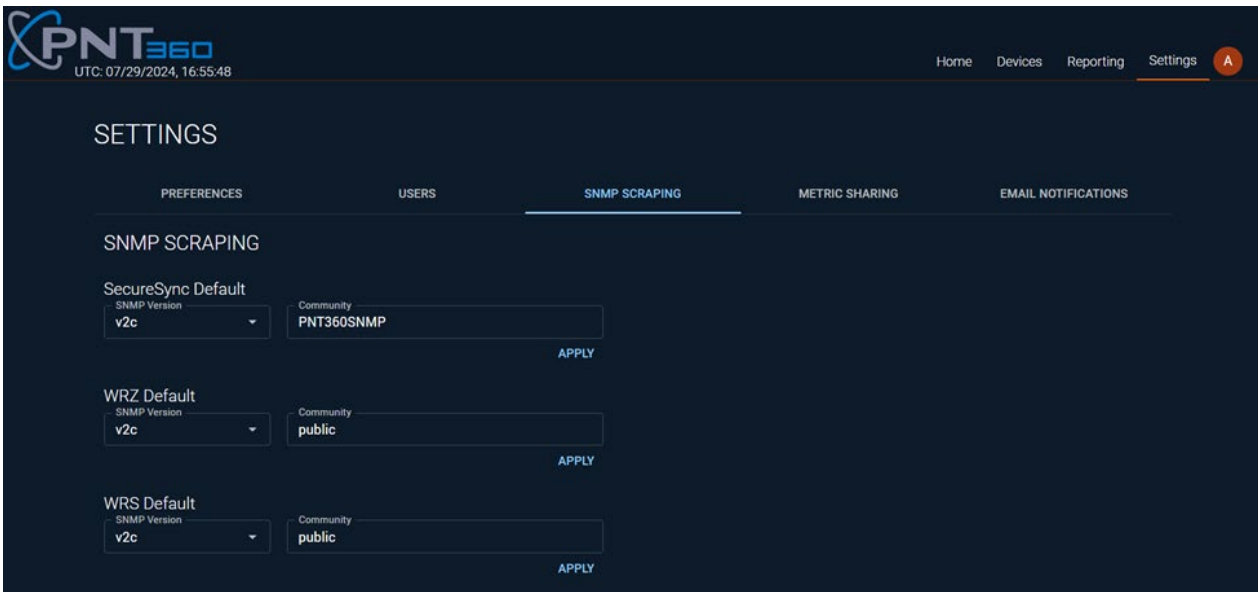 PNT360
UTC: 07/29/2024, 16:55:48
Home Devices Reporting Settings A
SETTINGS
PREFERENCES USERS SNMP SCRAPING METRIC SHARING EMAIL NOTIFICATIONS
SNMP SCRAPING
SecureSync Default
SNMP Version Community
v2c PNT360SNMP
APPLY
WRZ Default
SNMP Version Community
v2c public
APPLY
WRS Default
SNMP Version Community
v2c public
APPLY